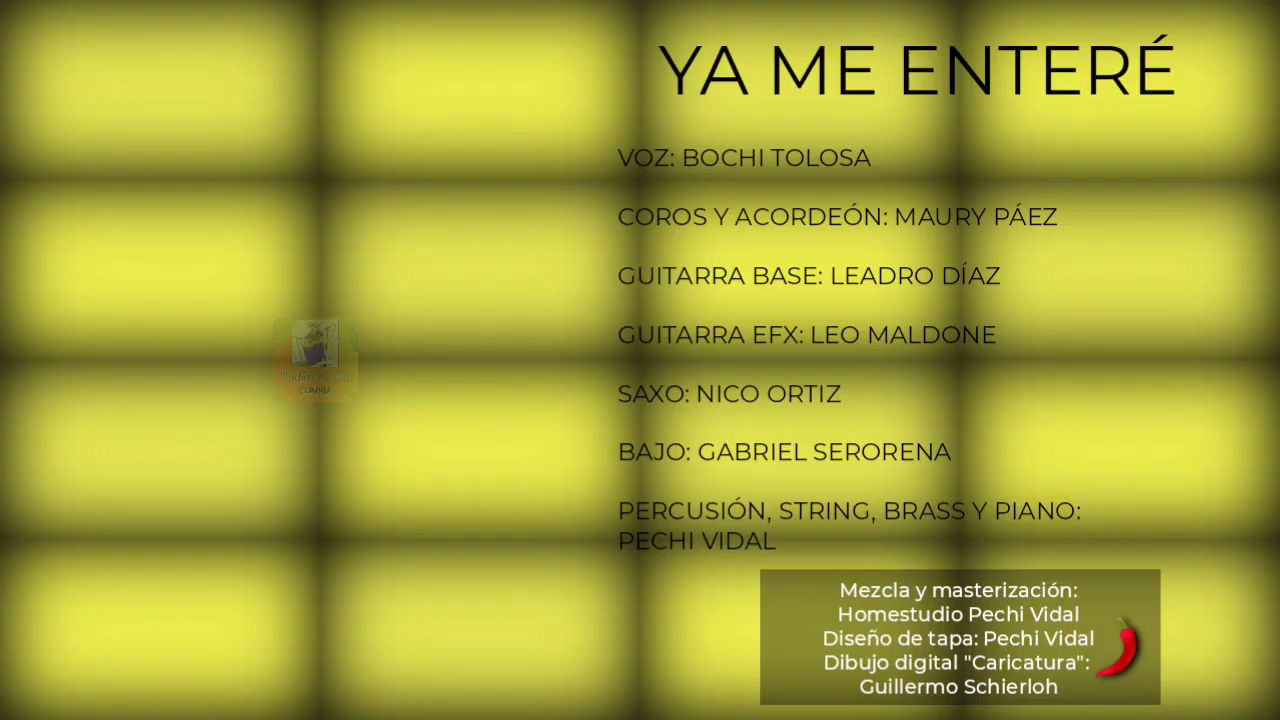 YA ME ENTERÉ
VOZ: BOCHI TOLOSA
COROS Y ACORDEÓN: MAURY PÁEZ
GUITARRA BASE: LEADRO DÍAZ
GUITARRA EFX: LEO MALDONE
SAXO: NICO ORTIZ
BAJO: GABRIEL SERORENA
PERCUSIÓN, STRING, BRASS Y PIANO:
PECHI VIDAL
CUMBIA
Mezcla y masterización:
Homestudio Pechi Vidal
Diseño de tapa: Pechi Vidal
Dibujo digital "Caricatura":
Guillermo Schierloh